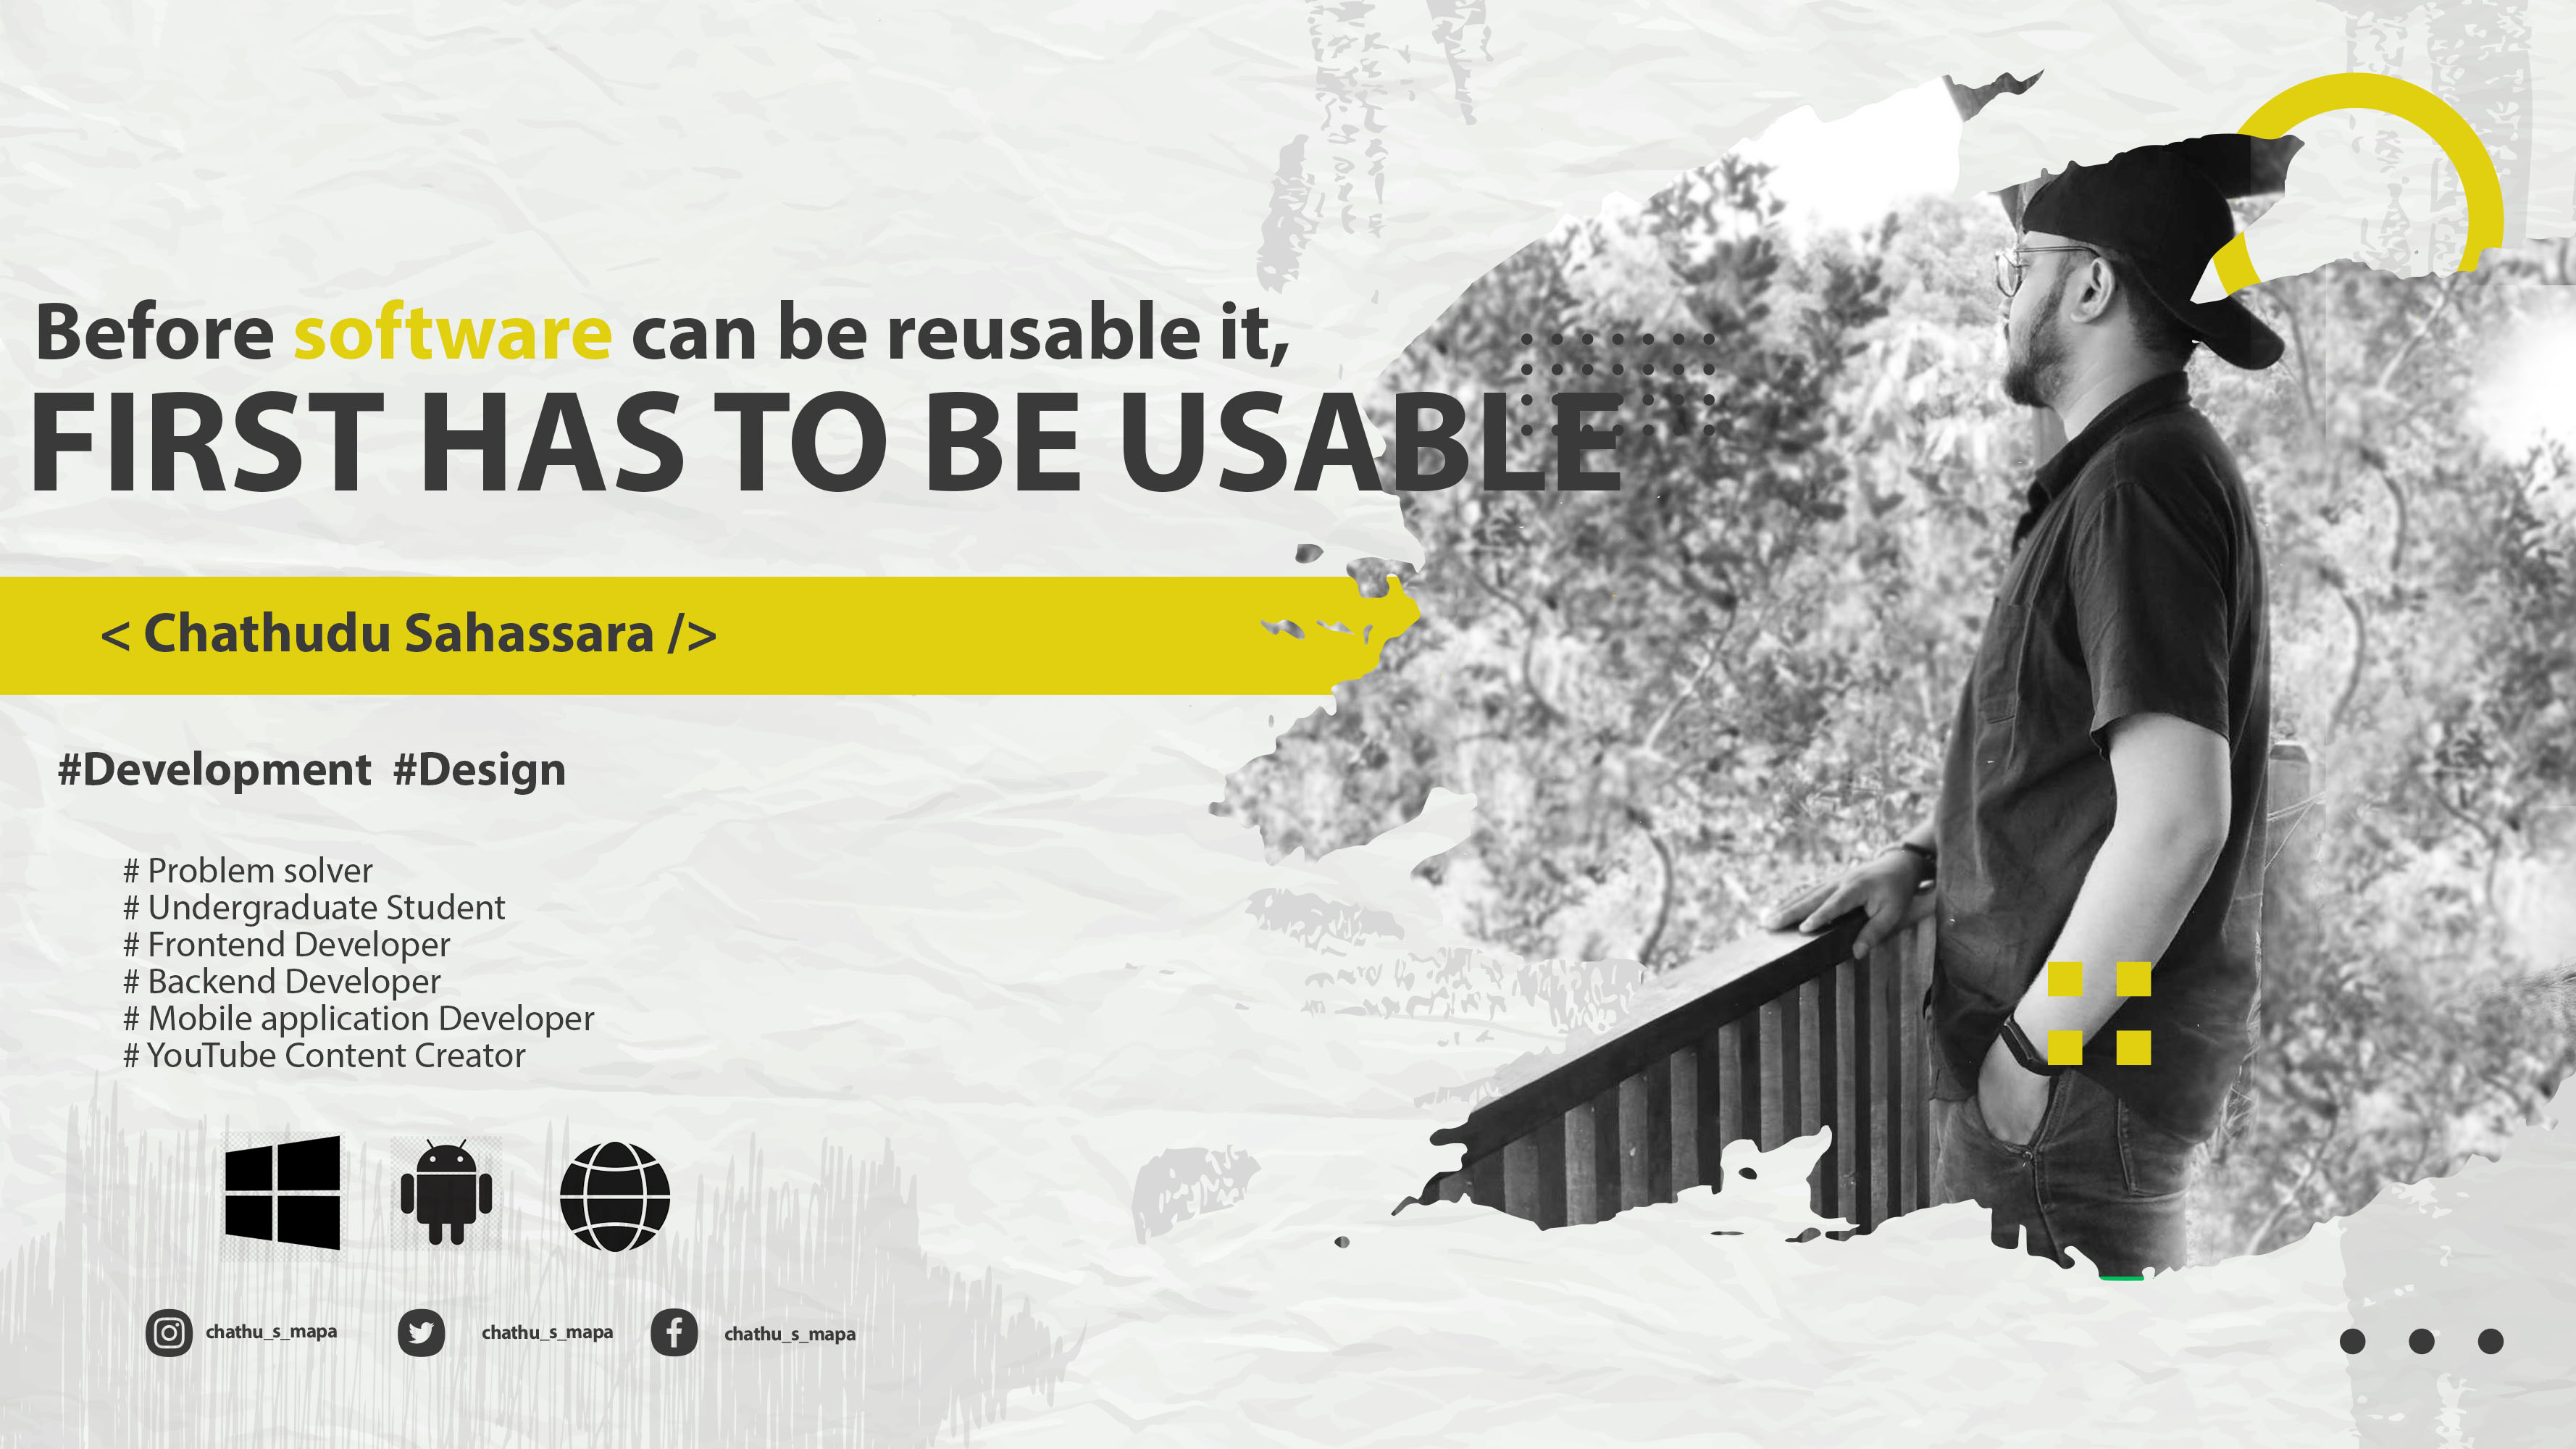 Before software can be reusable it,
FIRST HAS TO BE USABLE
< Chathudu Sahassara />
#Development #Design
# Problem solver
# Undergraduate Student
# Frontend Developer
# Backend Developer
# Mobile application Developer
# YouTube Content Creator
chathu_s_mapa chathu_s_mapa chathu_s_mapa